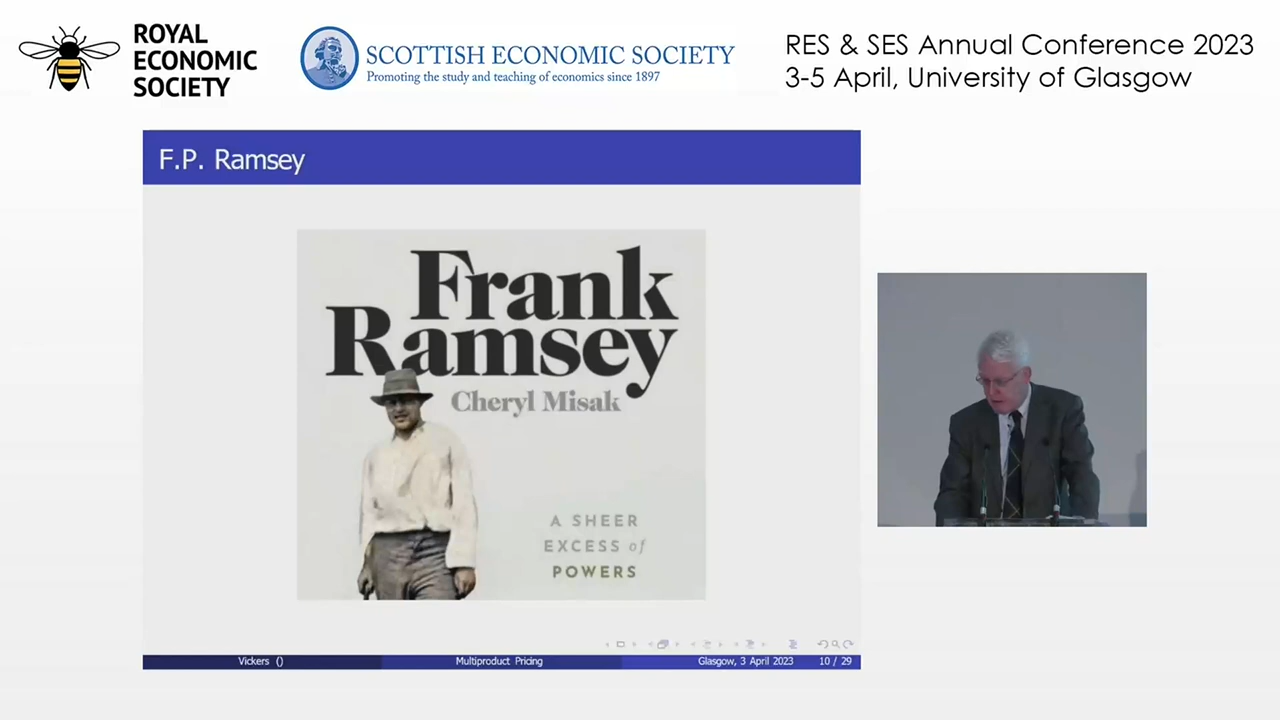 ROYAL
ECONOMIC
SOCIETY
SCOTTISH ECONOMIC SOCIETY
Promoting the study and teaching of economics since 1897
RES & SES Annual Conference 2023
3-5 April, University of Glasgow
F.P. Ramsey
Frank
Ramsey
Cheryl Misak
A SHEER
EXCESS of
POWERS
Vickers ()
Multiproduct Pricing
Glasgow, 3 April 2023
10 / 29